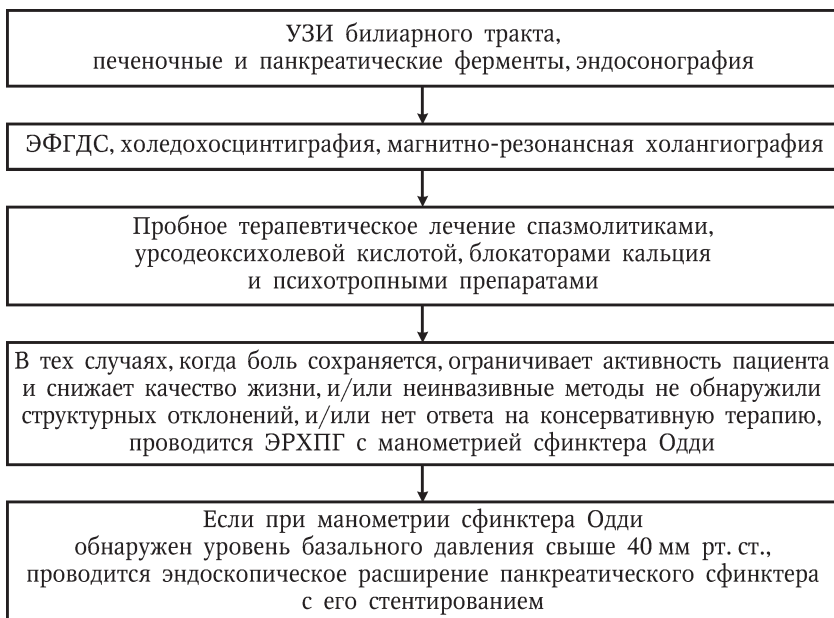 УЗИ билиарного тракта,
печеночные и панкреатические ферменты, эндосонография
ЭФГДС, холедохосцинтиграфия, магнитно-резонансная холангиография
Пробное терапевтическое лечение спазмолитиками,
урсодеоксихолевой кислотой, блокаторами кальция
и психотропными препаратами
В тех случаях, когда боль сохраняется, ограничивает активность пациента
и снижает качество жизни, и/или неинвазивные методы не обнаружили
структурных отклонений, и/или нет ответа на консервативную терапию,
проводится ЭРХПГ с манометрией сфинктера Одди
Если при манометрии сфинктера Одди
обнаружен уровень базального давления свыше 40 мм рт. ст.,
проводится эндоскопическое расширение панкреатического сфинктера
с его стентированием